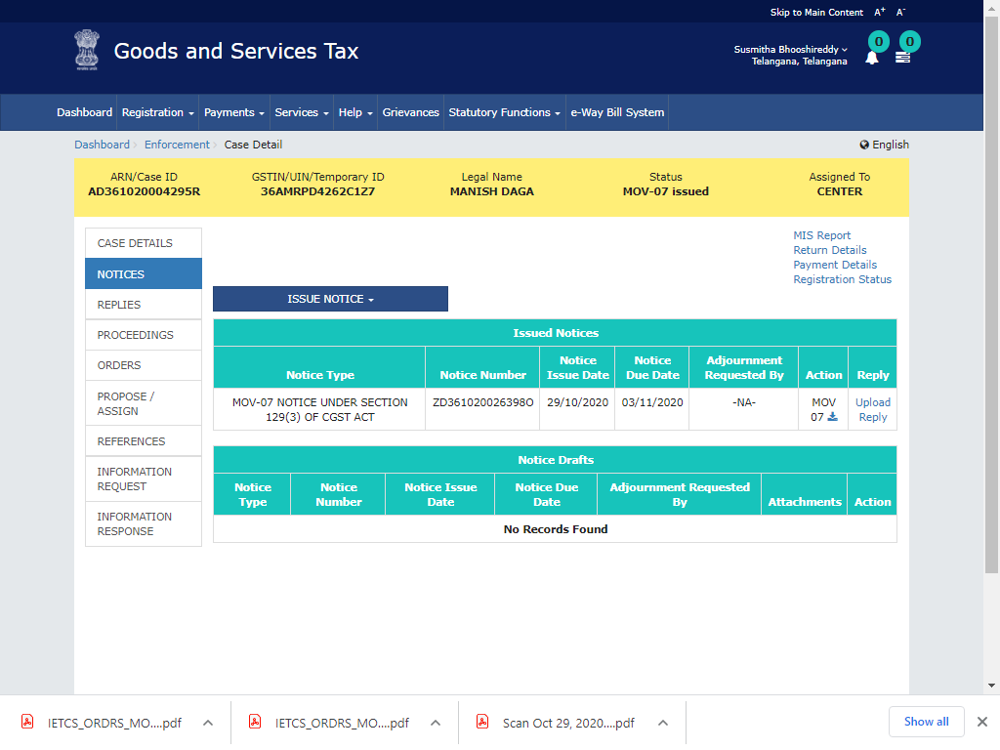 Skip to Main Content A+ A-
Goods and Services Tax
Susmitha Bhooshireddy
Telangana, Telangana
0 0
Dashboard Registration Payments Services Help Grievances Statutory Functions e-Way Bill System
Dashboard Enforcement Case Detail English
ARN/Case ID GSTIN/UIN/Temporary ID Legal Name Status Assigned To
AD361020004295R 36AMRPD4262C1Z7 MANISH DAGA MOV-07 issued CENTER
CASE DETAILS
NOTICES
REPLIES
PROCEEDINGS
ORDERS
PROPOSE /
ASSIGN
REFERENCES
INFORMATION
REQUEST
INFORMATION
RESPONSE
MIS Report
Return Details
Payment Details
Registration Status
ISSUE NOTICE
Issued Notices
Notice Type Notice Number Notice Issue Date Notice Due Date Adjournment Requested By Action Reply
MOV-07 NOTICE UNDER SECTION ZD361020026398O 29/10/2020 03/11/2020 -NA- MOV Upload
129(3) OF CGST ACT 07 Reply
Notice Drafts
Notice Type Notice Number Notice Issue Date Notice Due Date Adjournment Requested By Attachments Action
No Records Found
IETCS_ORDRS_MO....pdf IETCS_ORDRS_MO....pdf Scan Oct 29, 2020....pdf Show all